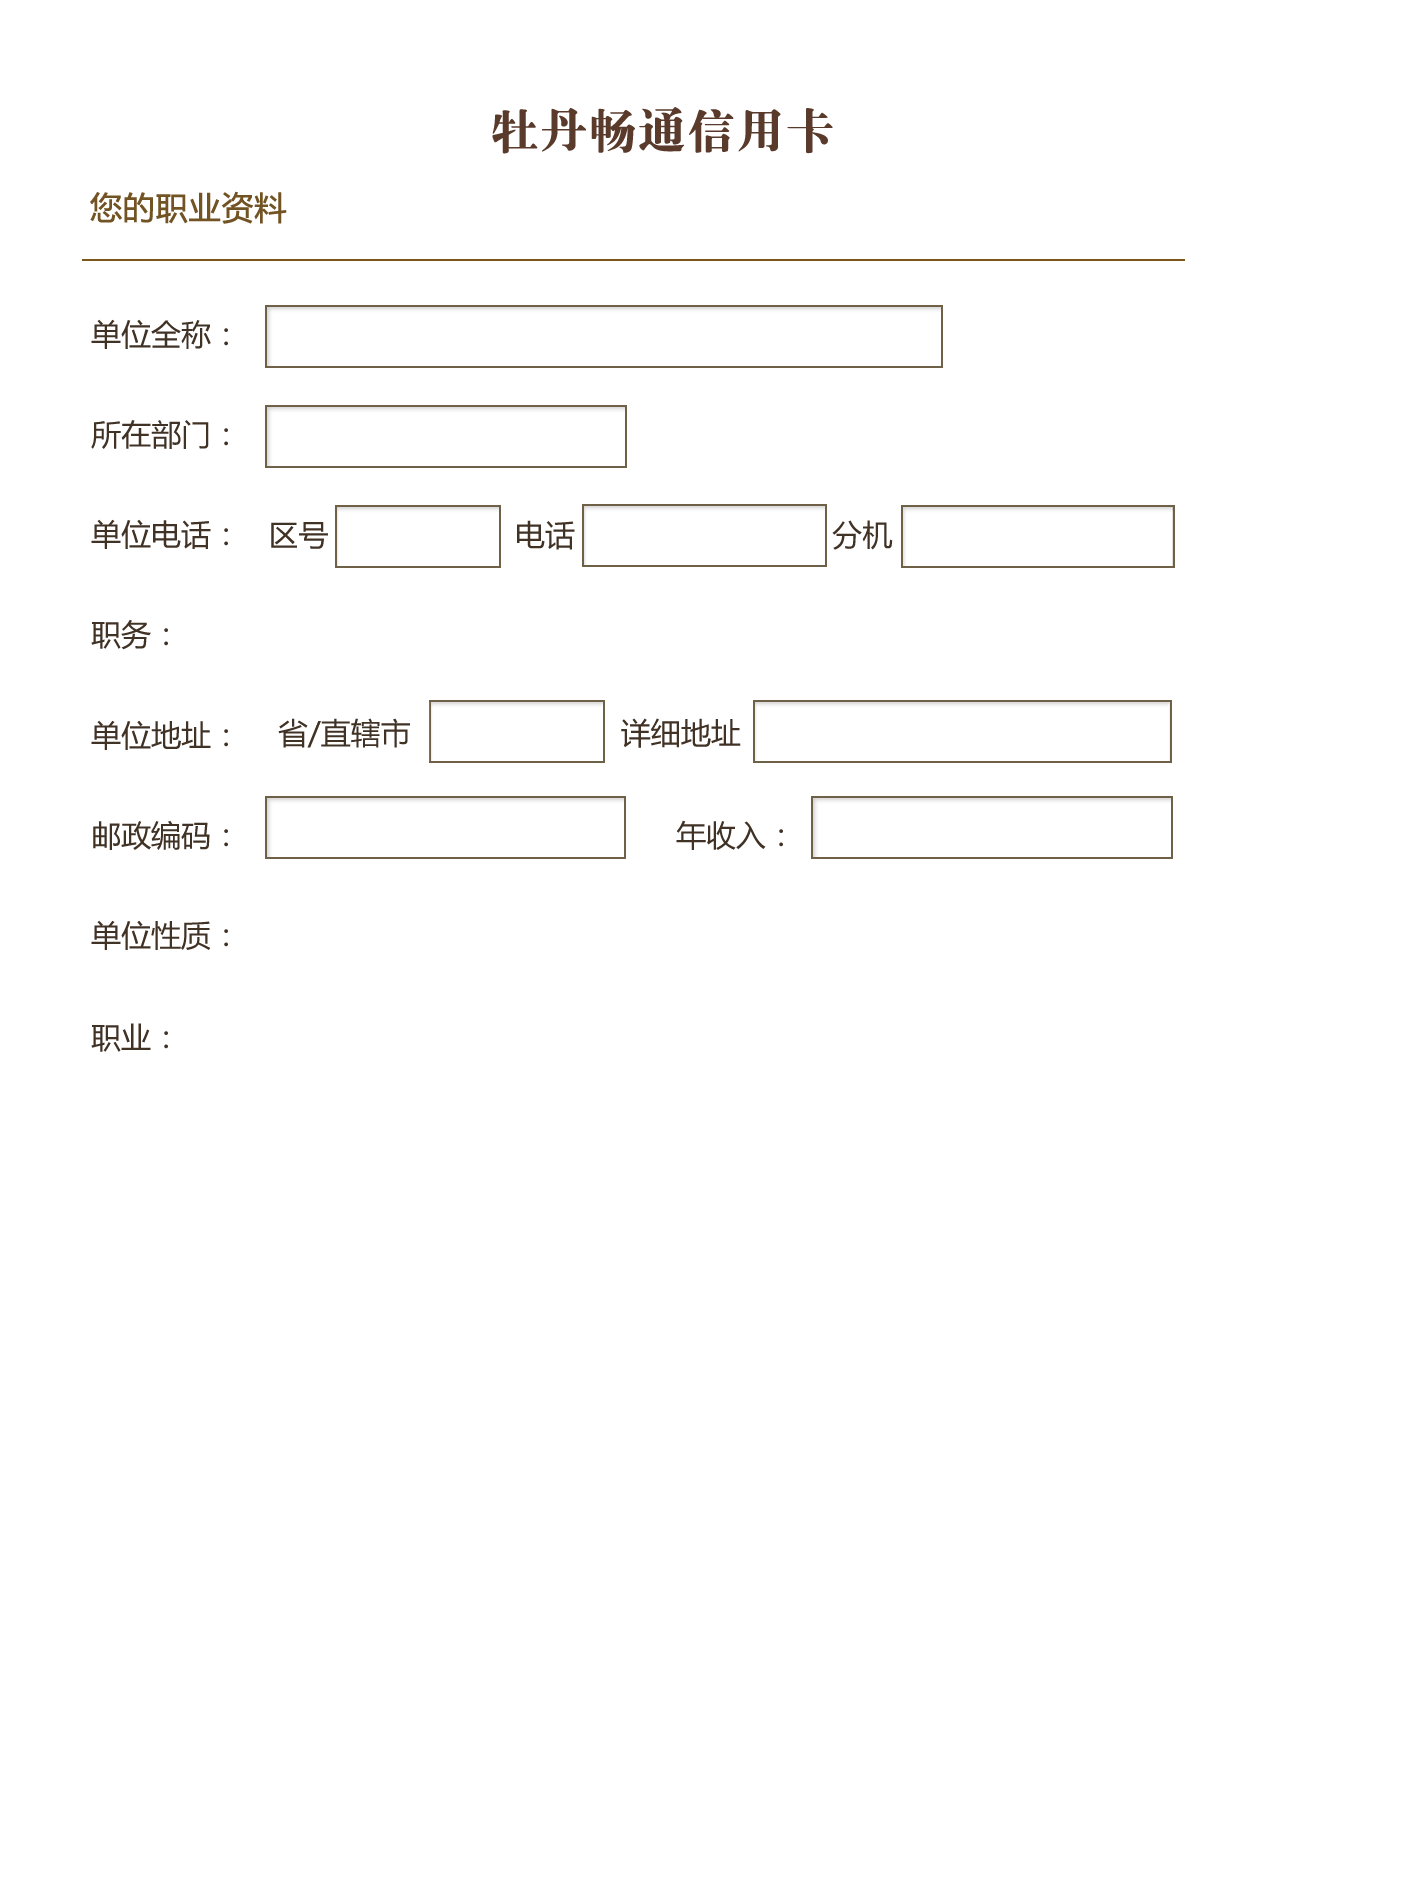 牡丹畅通信用卡
您的职业资料
单位全称：
所在部门：
单位电话： 区号 电话 分机
职务：
单位地址： 省/直辖市 详细地址
邮政编码： 年收入：
单位性质：
职业：